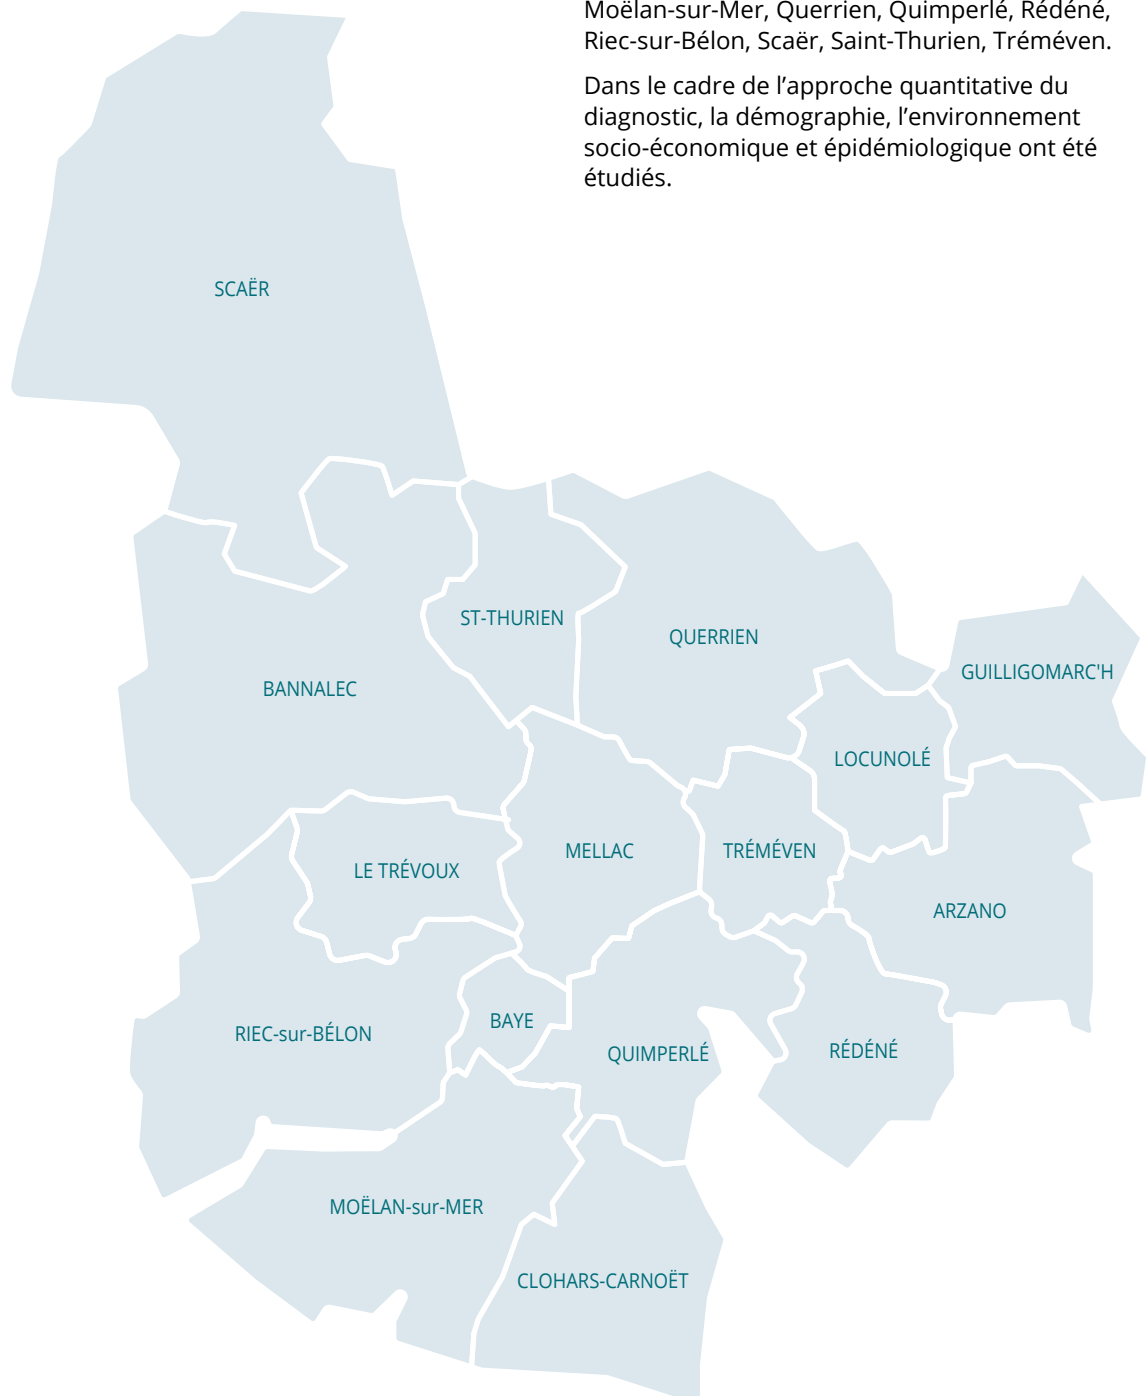 Moëlan-sur-Mer, Querrien, Quimperlé, Rédéné,
Riec-sur-Bélon, Scaër, Saint-Thurien, Tréméven.
Dans le cadre de l’approche quantitative du
diagnostic, la démographie, l’environnement
socio-économique et épidémiologique ont été
étudiés.
SCAËR
ST-THURIEN
QUERRIEN
GUILLIGOMARC'H
BANNALEC
LOCUNOLÉ
MELLAC
TRÉMÉVEN
LE TRÉVOUX
ARZANO
BAYE
RIEC-sur-BÉLON
QUIMPERLÉ
RÉDÉNÉ
MOËLAN-sur-MER
CLOHARS-CARNOËT